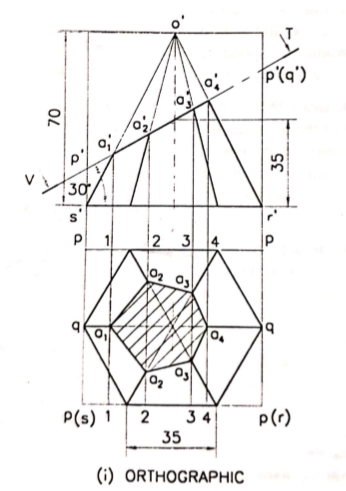 o'
T
p'(q')
a'4
a'3
a'2
a'1
70
35
p'
V
30°
s' r'
p 1 2 3 4 p
a2 a3
q a1 a4 q
a2 a3
p(s) 1 2 3 4 p(r)
35
(i) ORTHOGRAPHIC